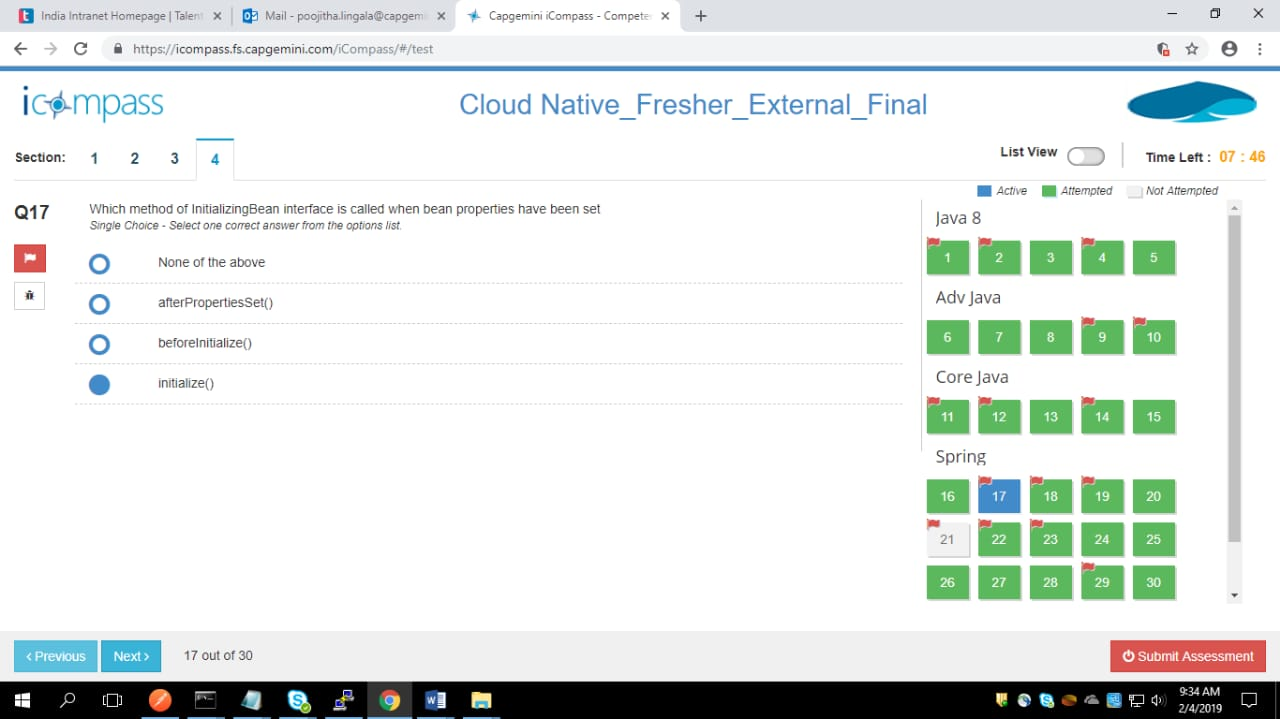 India Intranet Homepage | Talent
Mail - poojitha.lingala@capgemi
Capgemini iCompass - Compete
https://icompass.fs.capgemini.com/iCompass/#/test
icompass
Cloud Native_Fresher_External_Final
Section: 1 2 3 4
List View
Time Left : 07 : 46
Active Attempted Not Attempted
Q17
Which method of InitializingBean interface is called when bean properties have been set
Single Choice - Select one correct answer from the options list.
None of the above
afterPropertiesSet()
beforeInitialize()
initialize()
Java 8
1 2 3 4 5
Adv Java
6 7 8 9 10
Core Java
11 12 13 14 15
Spring
16 17 18 19 20
21 22 23 24 25
26 27 28 29 30
‹ Previous
Next ›
17 out of 30
Submit Assessment
9:34 AM
2/4/2019